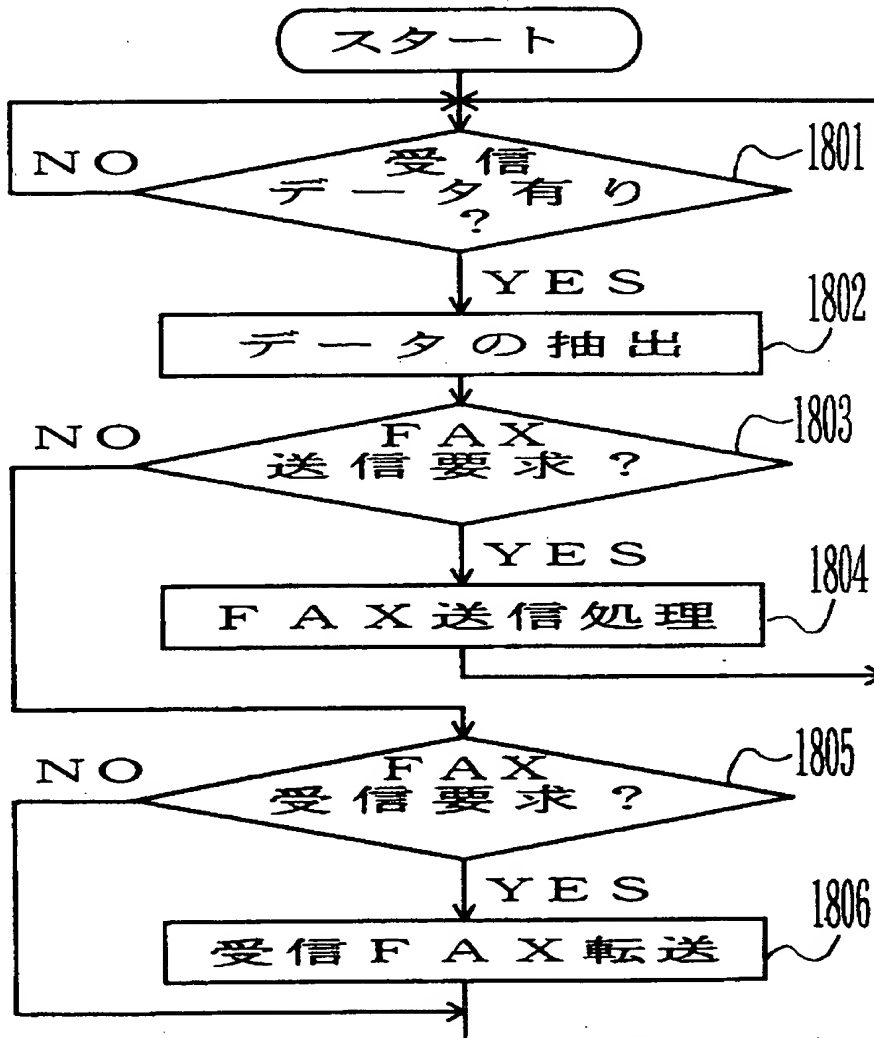 スタート
1801
受信
データ有り
?
NO
YES
1802
データの抽出
1803
FAX
送信要求?
NO
YES
1804
FAX送信処理
1805
FAX
受信要求?
NO
YES
1806
受信FAX転送